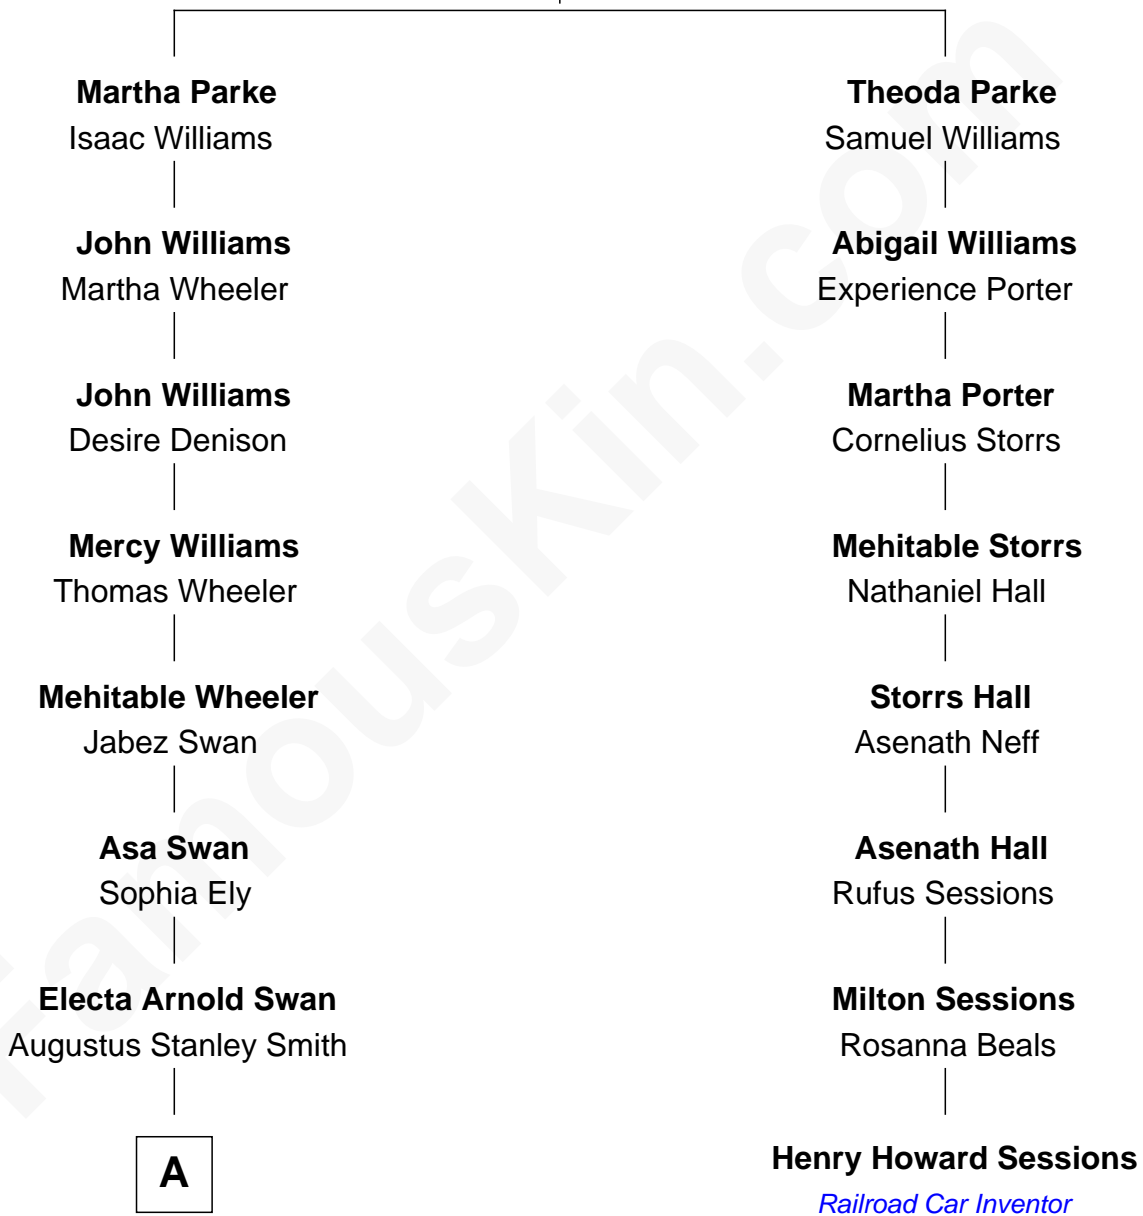 Martha Parke
Isaac Williams
John Williams
Martha Wheeler
John Williams
Desire Denison
Mercy Williams
Thomas Wheeler
Mehitable Wheeler
Jabez Swan
Asa Swan
Sophia Ely
Electa Arnold Swan
Augustus Stanley Smith
A
Theoda Parke
Samuel Williams
Abigail Williams
Experience Porter
Martha Porter
Cornelius Storrs
Mehitable Storrs
Nathaniel Hall
Storrs Hall
Asenath Neff
Asenath Hall
Rufus Sessions
Milton Sessions
Rosanna Beals
Henry Howard Sessions
Railroad Car Inventor
FamousKin.com